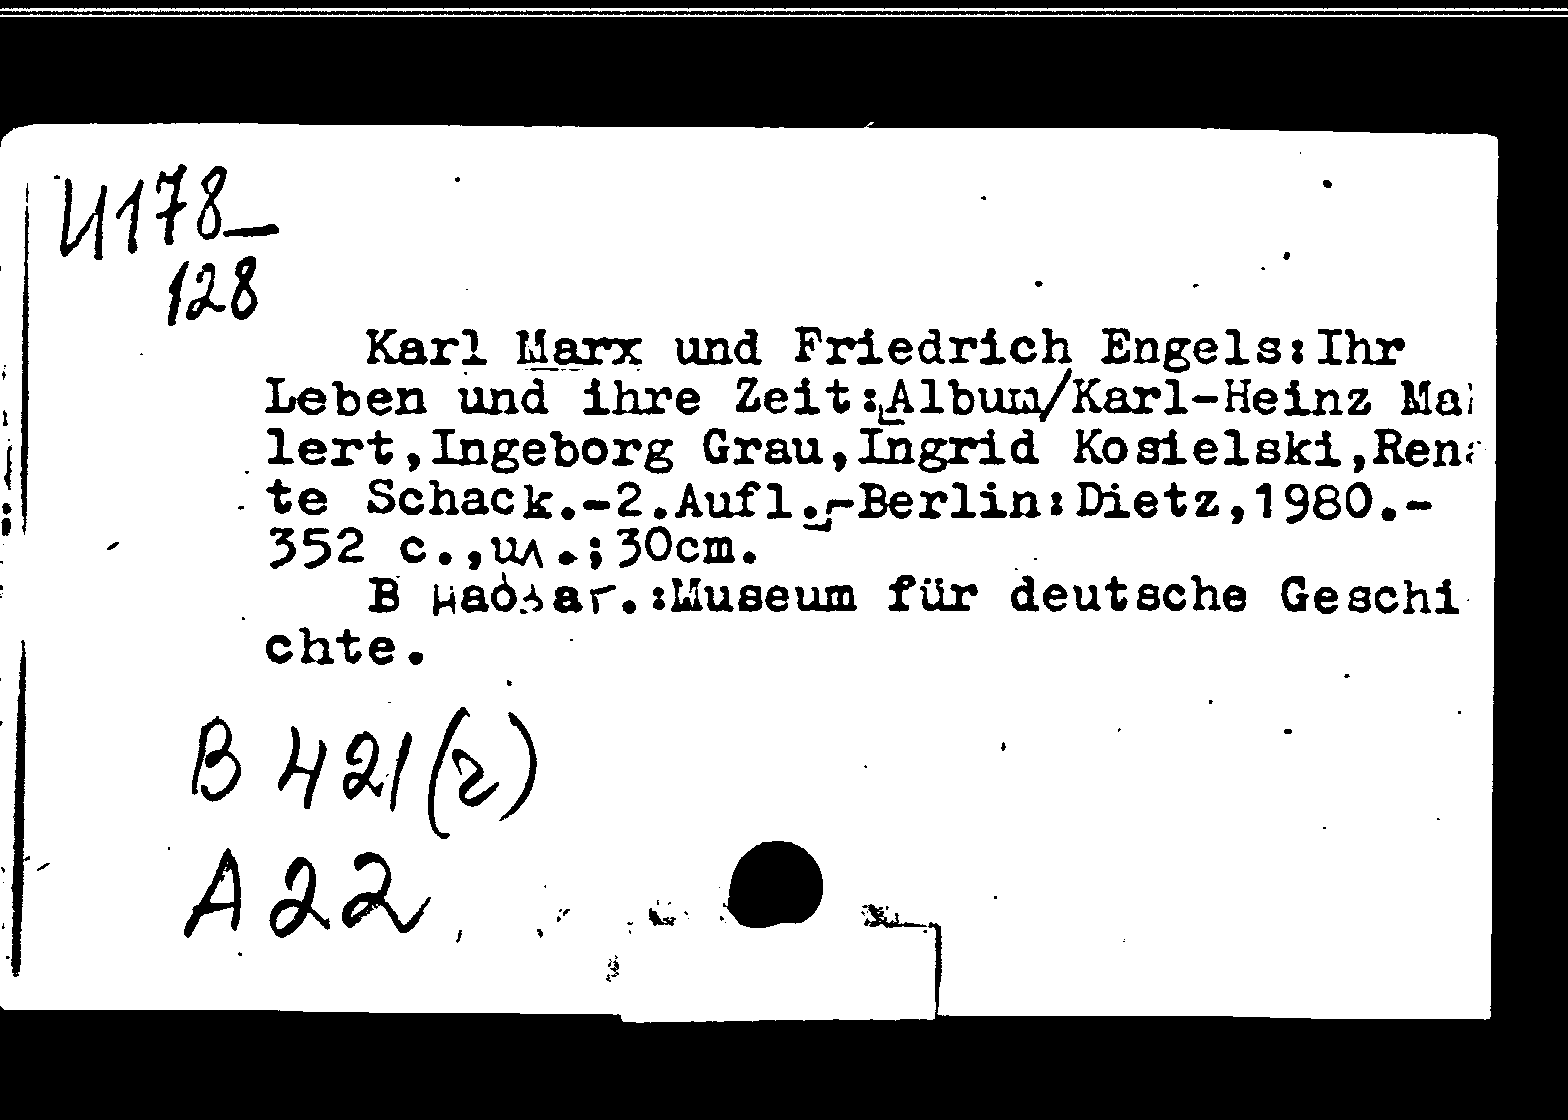 И178
128
Karl Marx und Friedrich Engels:Ihr
Leben und ihre Zeit:Album/Karl-Heinz Mah
lert,Ingeborg Grau,Ingrid Kosielski,Rena
te Schack.-2.Aufl.-Berlin:Dietz,1980.-
352 с.,ил.;30cm.
В надзаг.:Museum für deutsche Geschi
chte.
В 421(2)
А 22